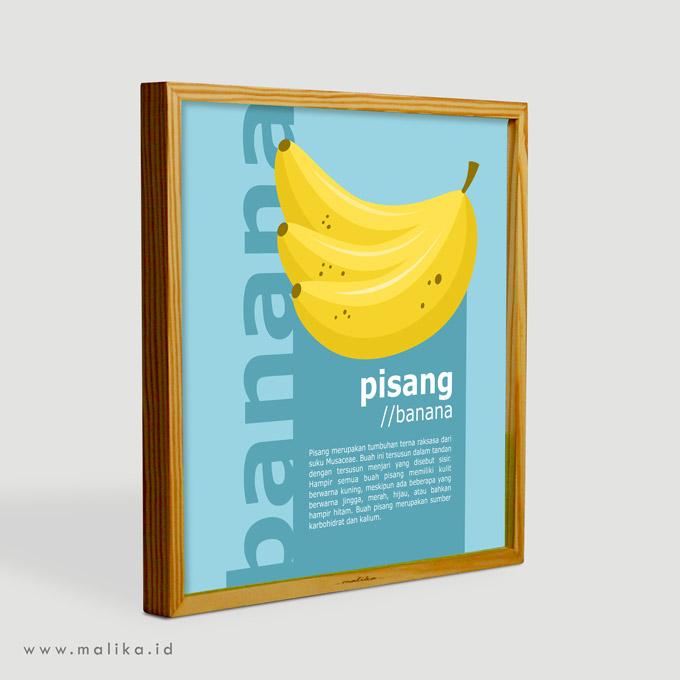 banana
pisang
//banana
Pisang merupakan tumbuhan terna raksasa dari
suku Musaceae. Buah ini tersusun dalam tandan
dengan tersusun menjari yang disebut sisir.
Hampir semua buah pisang memiliki kulit
berwarna kuning, meskipun ada beberapa yang
berwarna jingga, merah, hijau, atau bahkan
hampir hitam. Buah pisang merupakan sumber
karbohidrat dan kalium.
malika
www.malika.id